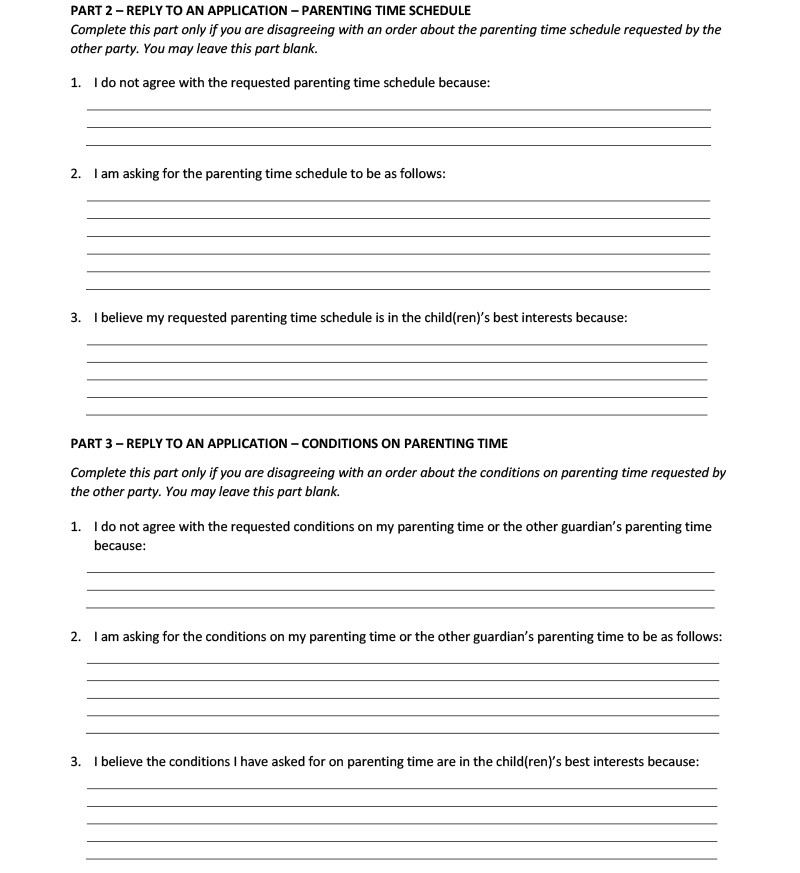 PART 2 – REPLY TO AN APPLICATION – PARENTING TIME SCHEDULE
Complete this part only if you are disagreeing with an order about the parenting time schedule requested by the
other party. You may leave this part blank.
1. I do not agree with the requested parenting time schedule because:
2. I am asking for the parenting time schedule to be as follows:
3. I believe my requested parenting time schedule is in the child(ren)’s best interests because:
PART 3 – REPLY TO AN APPLICATION – CONDITIONS ON PARENTING TIME
Complete this part only if you are disagreeing with an order about the conditions on parenting time requested by
the other party. You may leave this part blank.
1. I do not agree with the requested conditions on my parenting time or the other guardian’s parenting time
because:
2. I am asking for the conditions on my parenting time or the other guardian’s parenting time to be as follows:
3. I believe the conditions I have asked for on parenting time are in the child(ren)’s best interests because: